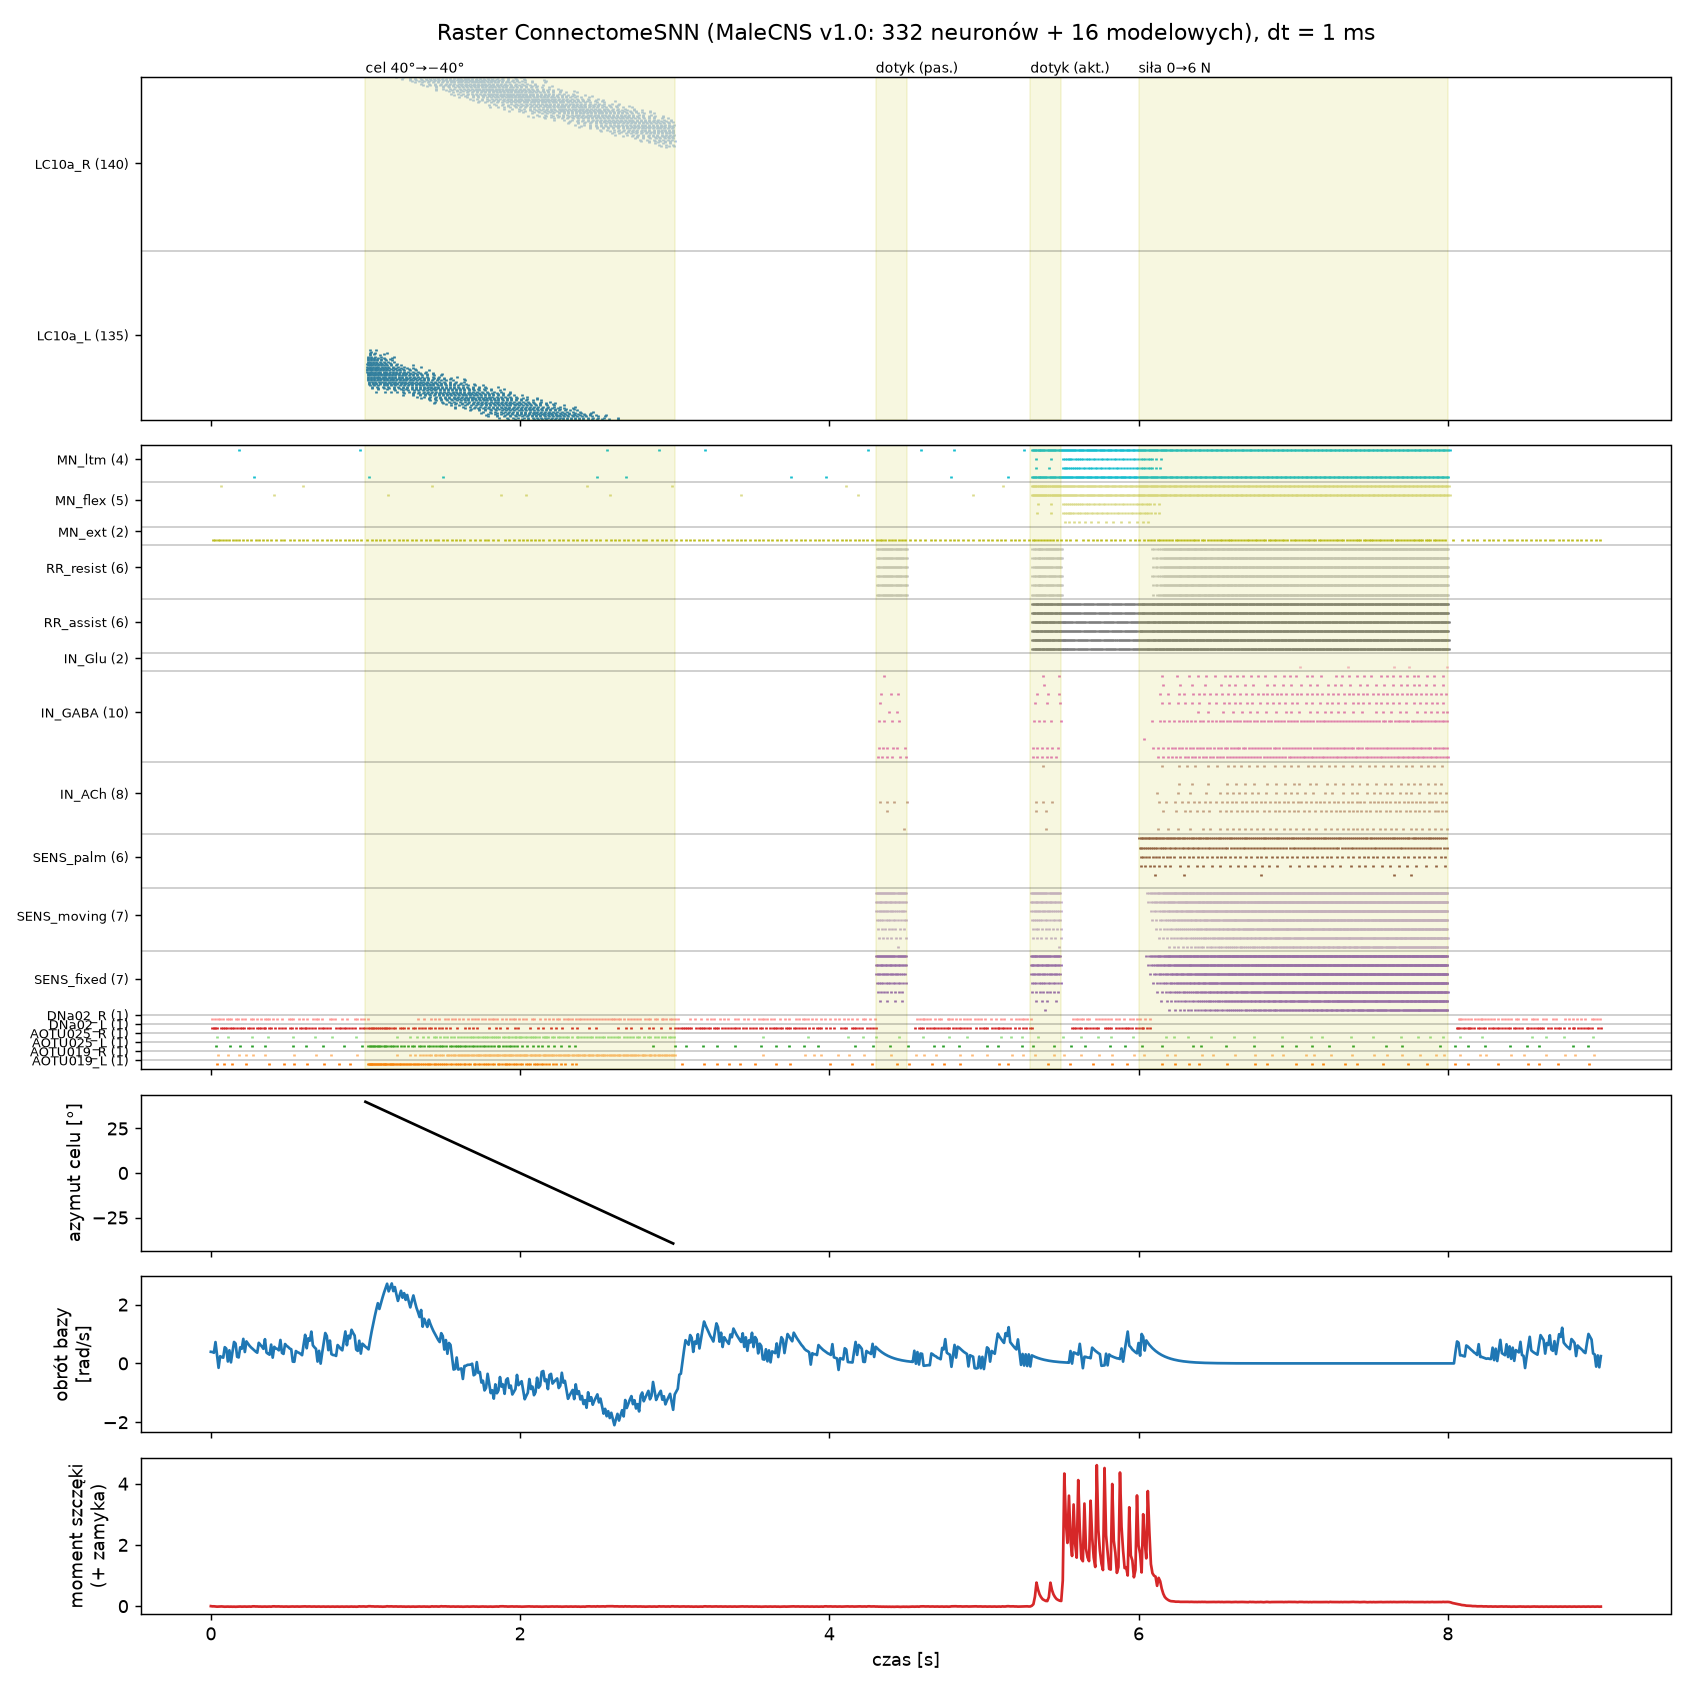 Raster ConnectomeSNN (MaleCNS v1.0: 332 neuronów + 16 modelowych), dt = 1 ms
cel 40°→−40°
dotyk (pas.)
dotyk (akt.)
siła 0→6 N
LC10a_R (140)
LC10a_L (135)
MN_ltm (4)
MN_flex (5)
MN_ext (2)
RR_resist (6)
RR_assist (6)
IN_Glu (2)
IN_GABA (10)
IN_ACh (8)
SENS_palm (6)
SENS_moving (7)
SENS_fixed (7)
DNa02_R (1)
DNa02_L (1)
AOTU025_R (1)
AOTU025_L (1)
AOTU019_R (1)
AOTU019_L (1)
azymut celu [°]
25
0
−25
obrót bazy
[rad/s]
2
0
−2
moment szczęki
(+ zamyka)
4
2
0
0
2
4
6
8
czas [s]